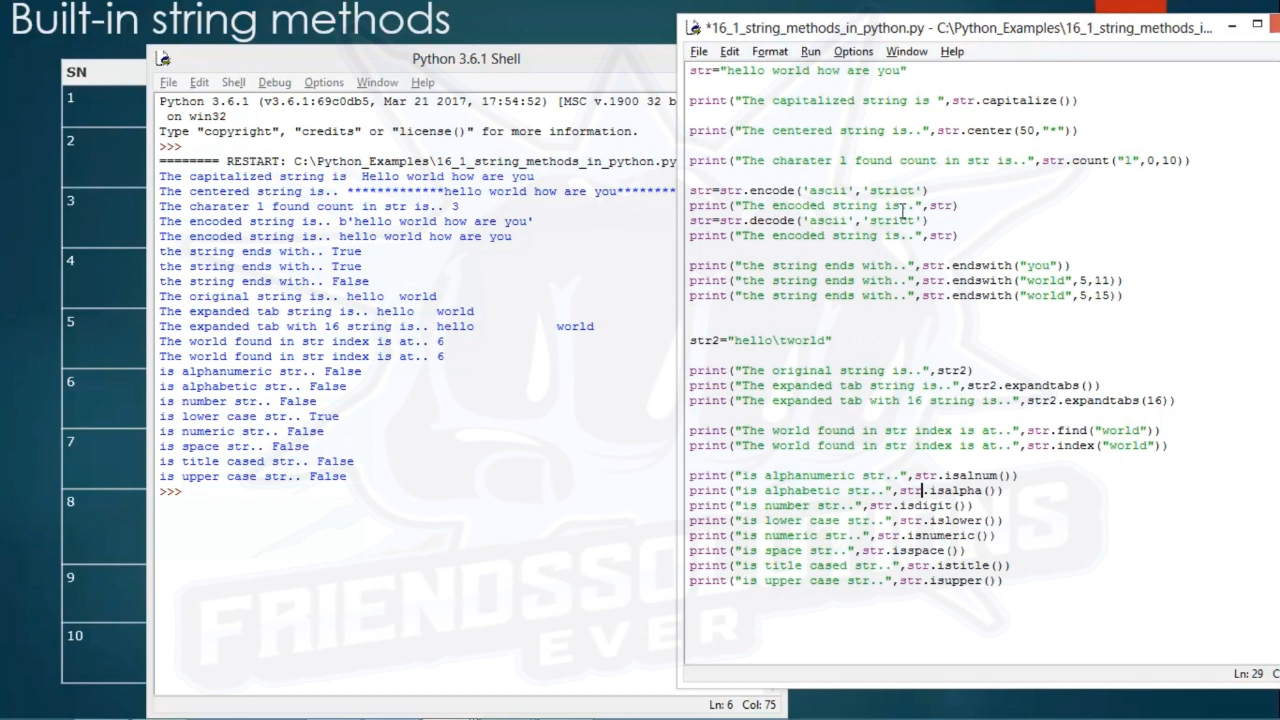 Built-in string methods
SN
1
2
3
4
5
6
7
8
9
10
Python 3.6.1 Shell
File Edit Shell Debug Options Window Help
Python 3.6.1 (v3.6.1:69c0db5, Mar 21 2017, 17:54:52) [MSC v.1900 32 b
on win32
Type "copyright", "credits" or "license()" for more information.
>>>
======== RESTART: C:\Python_Examples\16_1_string_methods_in_python.py
The capitalized string is  Hello world how are you
The centered string is.. *************hello world how are you********
The charater l found count in str is.. 3
The encoded string is.. b'hello world how are you'
The encoded string is.. hello world how are you
the string ends with.. True
the string ends with.. True
the string ends with.. False
The original string is.. hello  world
The expanded tab string is.. hello   world
The expanded tab with 16 string is.. hello           world
The world found in str index is at.. 6
The world found in str index is at.. 6
is alphanumeric str.. False
is alphabetic str.. False
is number str.. False
is lower case str.. True
is numeric str.. False
is space str.. False
is title cased str.. False
is upper case str.. False
>>>
Ln: 6 Col: 75
*16_1_string_methods_in_python.py - C:\Python_Examples\16_1_string_methods_i...
File Edit Format Run Options Window Help
str="hello world how are you"
print("The capitalized string is ",str.capitalize())
print("The centered string is..",str.center(50,"*"))
print("The charater l found count in str is..",str.count("l",0,10))
str=str.encode('ascii','strict')
print("The encoded string is..",str)
str=str.decode('ascii','strict')
print("The encoded string is..",str)
print("the string ends with..",str.endswith("you"))
print("the string ends with..",str.endswith("world",5,11))
print("the string ends with..",str.endswith("world",5,15))
str2="hello\tworld"
print("The original string is..",str2)
print("The expanded tab string is..",str2.expandtabs())
print("The expanded tab with 16 string is..",str2.expandtabs(16))
print("The world found in str index is at..",str.find("world"))
print("The world found in str index is at..",str.index("world"))
print("is alphanumeric str..",str.isalnum())
print("is alphabetic str..",str.isalpha())
print("is number str..",str.isdigit())
print("is lower case str..",str.islower())
print("is numeric str..",str.isnumeric())
print("is space str..",str.isspace())
print("is title cased str..",str.istitle())
print("is upper case str..",str.isupper())
Ln: 29
EVER